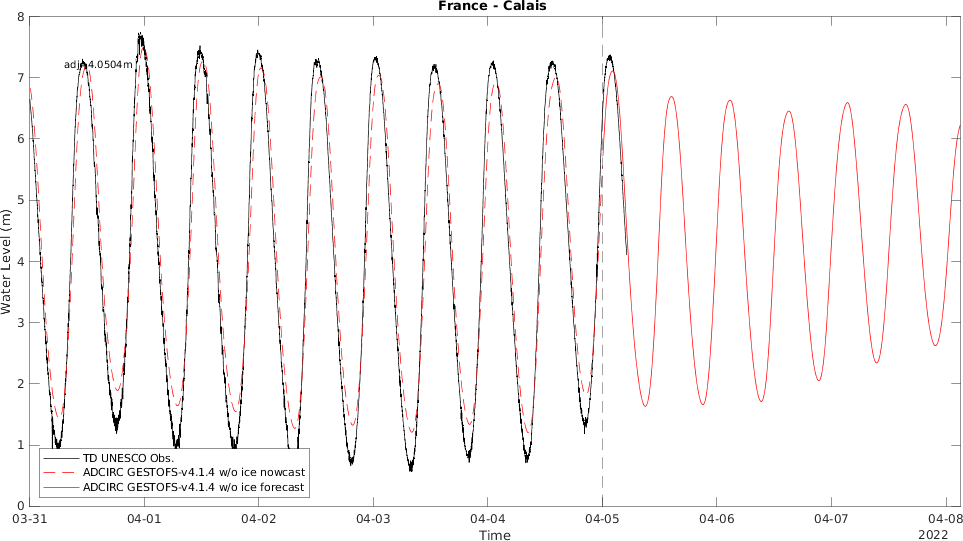 France - Calais
8
adj: 4.0504m
7
6
5
4
3
2
1
0
Water Level (m)
TD UNESCO Obs.
ADCIRC GESTOFS-v4.1.4 w/o ice nowcast
ADCIRC GESTOFS-v4.1.4 w/o ice forecast
03-31 04-01 04-02 04-03 04-04 04-05 04-06 04-07 04-08
Time
2022